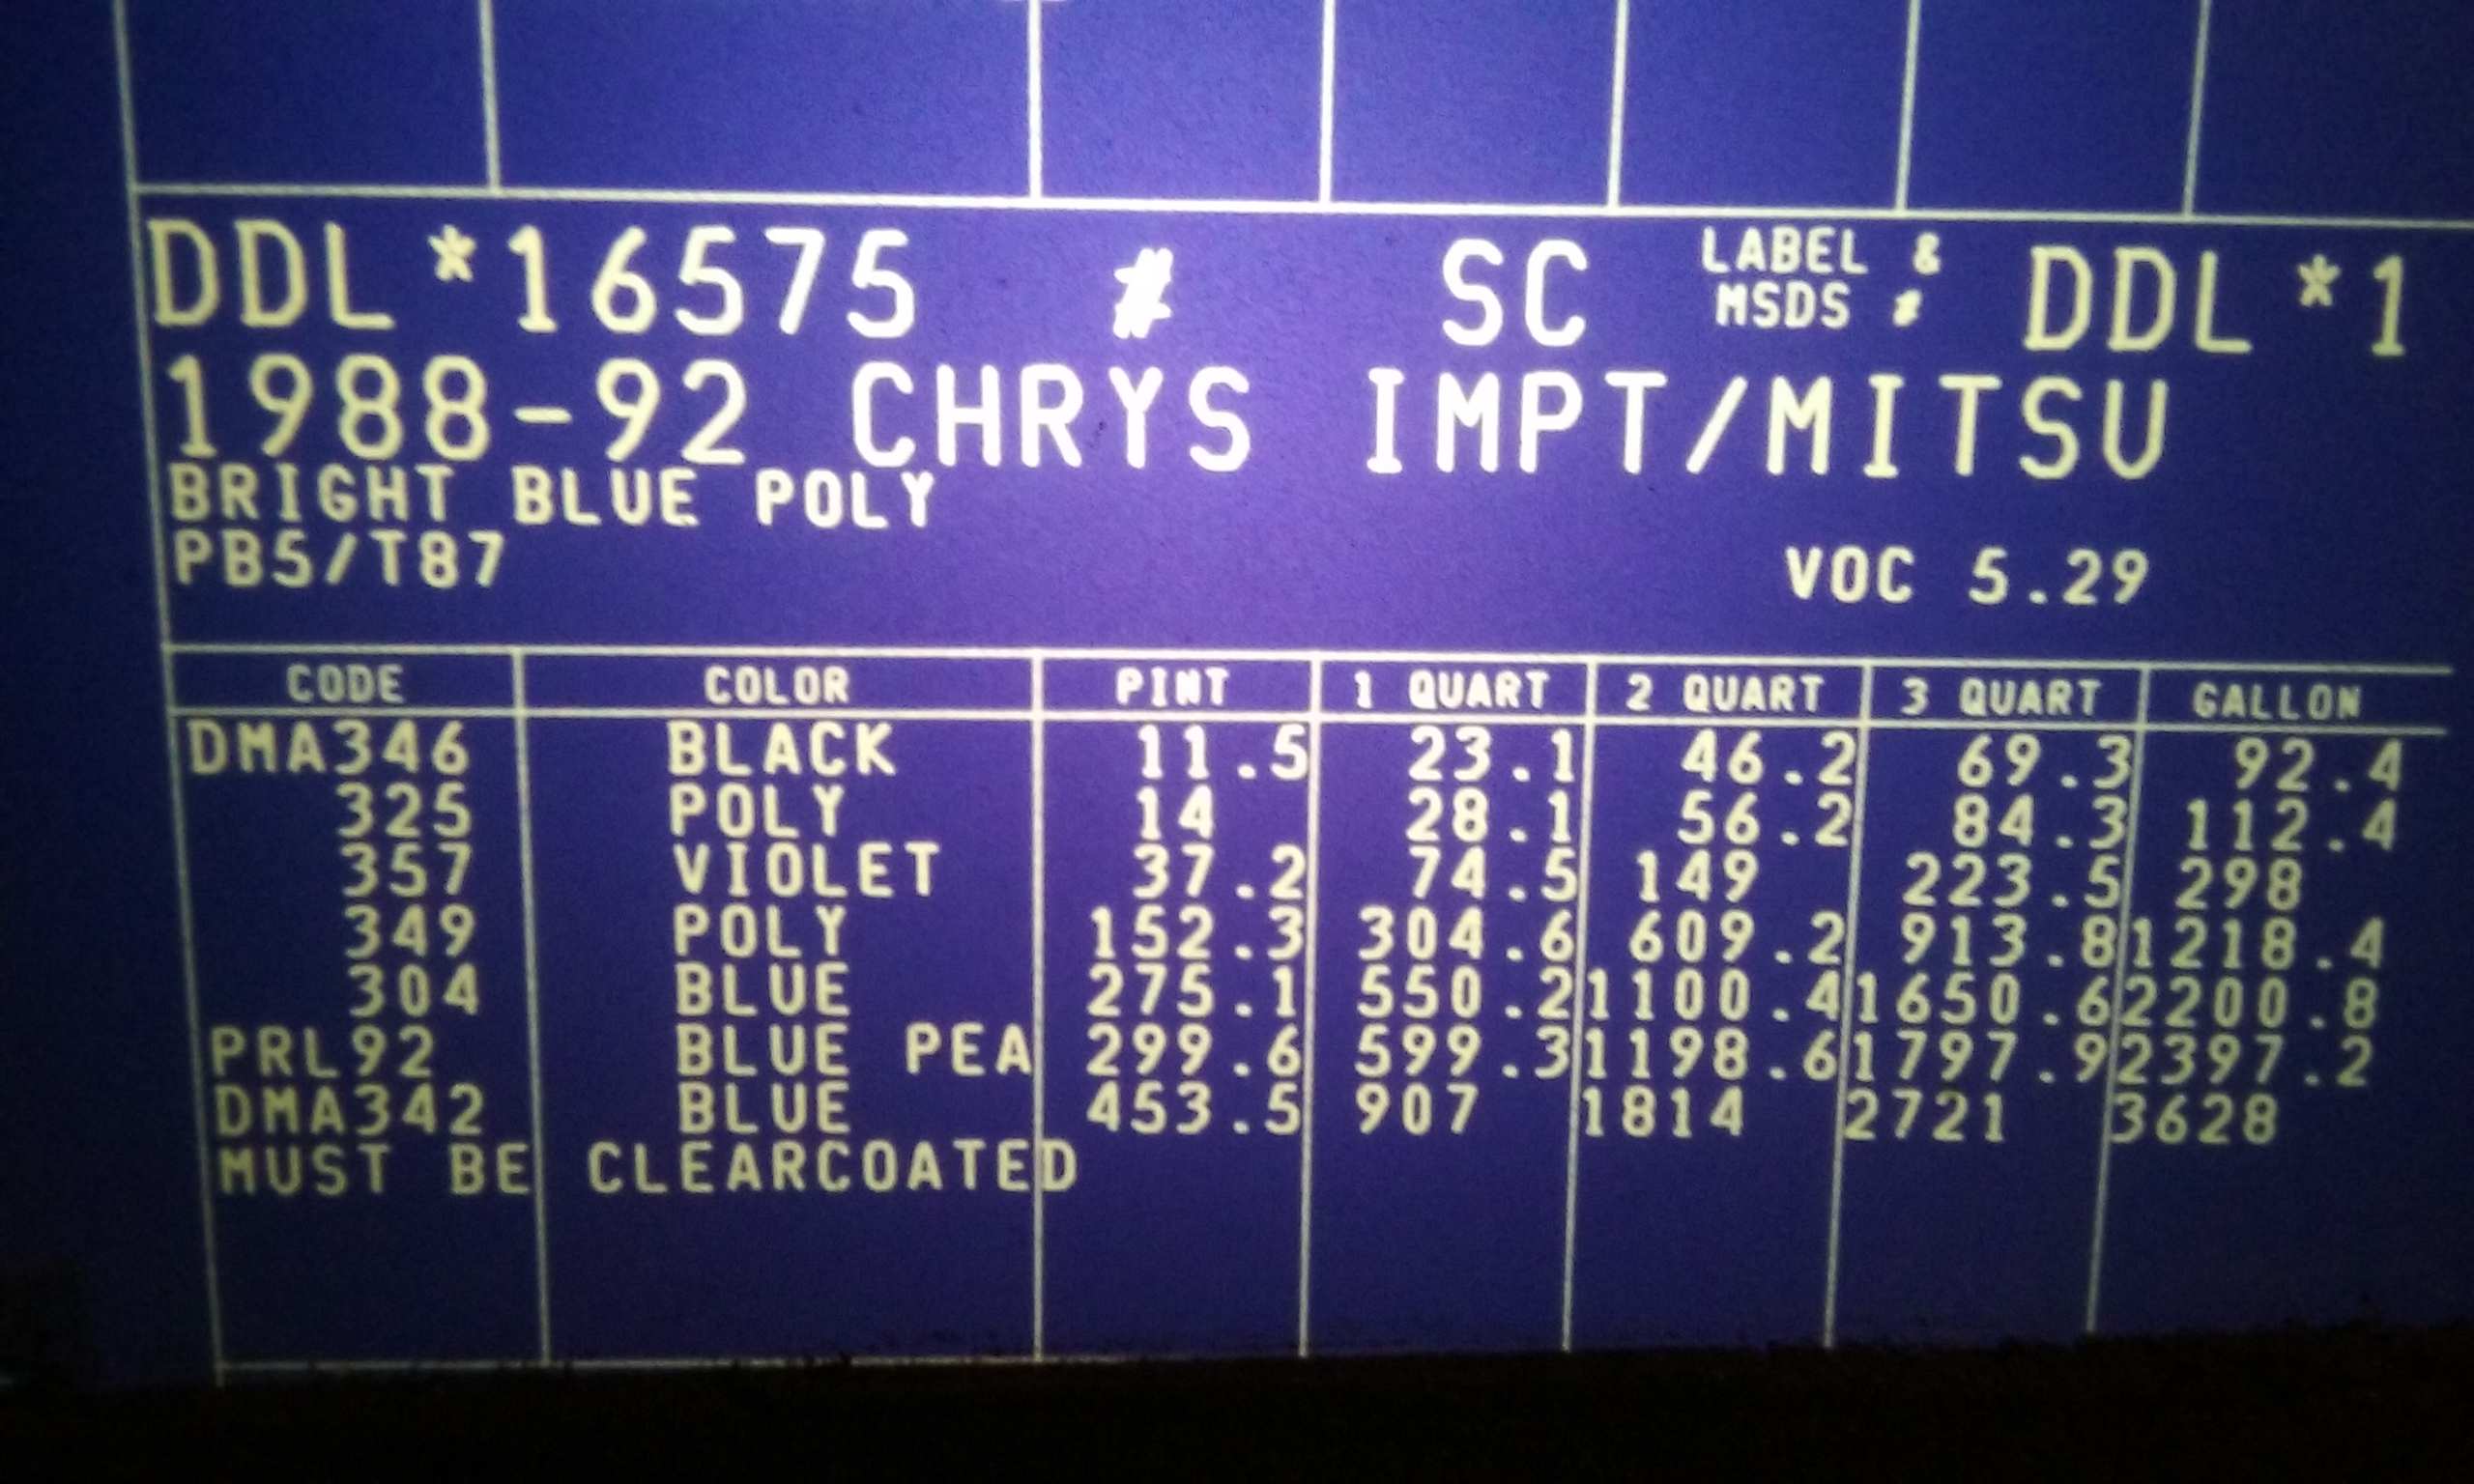 DDL*16575 # SC LABEL & MSDS # DDL*1
1988-92 CHRYS IMPT/MITSU
BRIGHT BLUE POLY
PB5/T87 VOC 5.29
CODE COLOR PINT 1 QUART 2 QUART 3 QUART GALLON
DMA346 BLACK 11.5 23.1 46.2 69.3 92.4
325 POLY 14 28.1 56.2 84.3 112.4
357 VIOLET 37.2 74.5 149 223.5 298
349 POLY 152.3 304.6 609.2 913.8 1218.4
304 BLUE 275.1 550.2 1100.4 1650.6 2200.8
PRL92 BLUE PEA 299.6 599.3 1198.6 1797.9 2397.2
DMA342 BLUE 453.5 907 1814 2721 3628
MUST BE CLEARCOATED